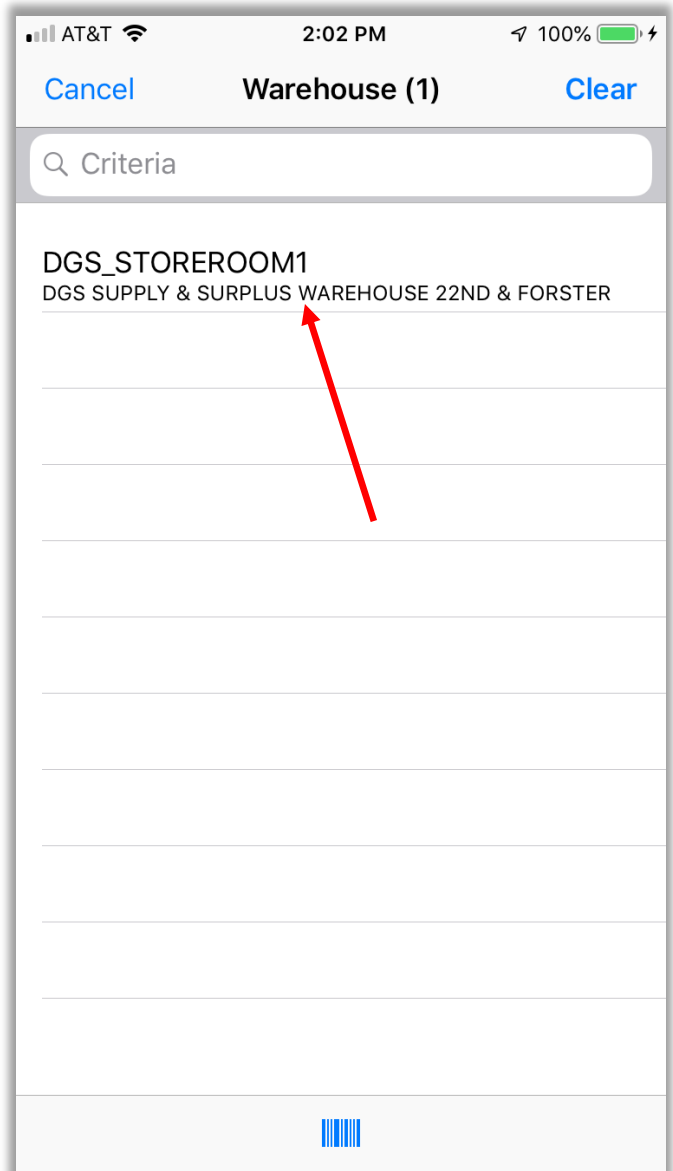 AT&T 2:02 PM 100%
Cancel Warehouse (1) Clear
Criteria
DGS_STOREROOM1
DGS SUPPLY & SURPLUS WAREHOUSE 22ND & FORSTER